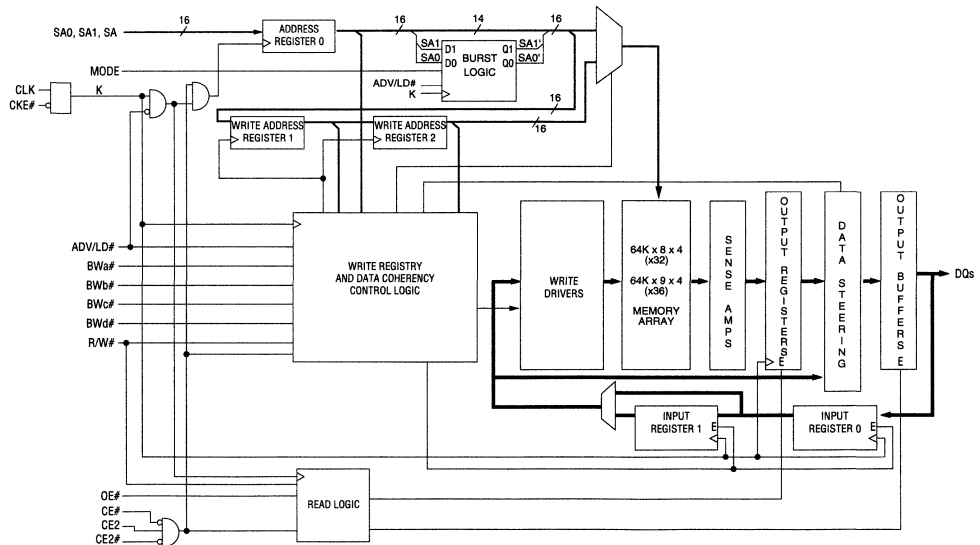 16
SA0, SA1, SA
ADDRESS
REGISTER 0
16
14
16
SA1
SA0
D1
D0
BURST
LOGIC
Q1
Q0
SA1'
SA0'
MODE
ADV/LD#
K
CLK
CKE#
K
16
16
WRITE ADDRESS
REGISTER 1
WRITE ADDRESS
REGISTER 2
ADV/LD#
BWa#
BWb#
BWc#
BWd#
R/W#
WRITE REGISTRY
AND DATA COHERENCY
CONTROL LOGIC
WRITE
DRIVERS
64K x 8 x 4
(x32)
64K x 9 x 4
(x36)
MEMORY
ARRAY
SENSE AMPS
OUTPUT REGISTERS
E
DATA STEERING
OUTPUT BUFFERS
E
DQs
INPUT
REGISTER 1
E
INPUT
REGISTER 0
E
OE#
CE#
CE2
CE2#
READ LOGIC